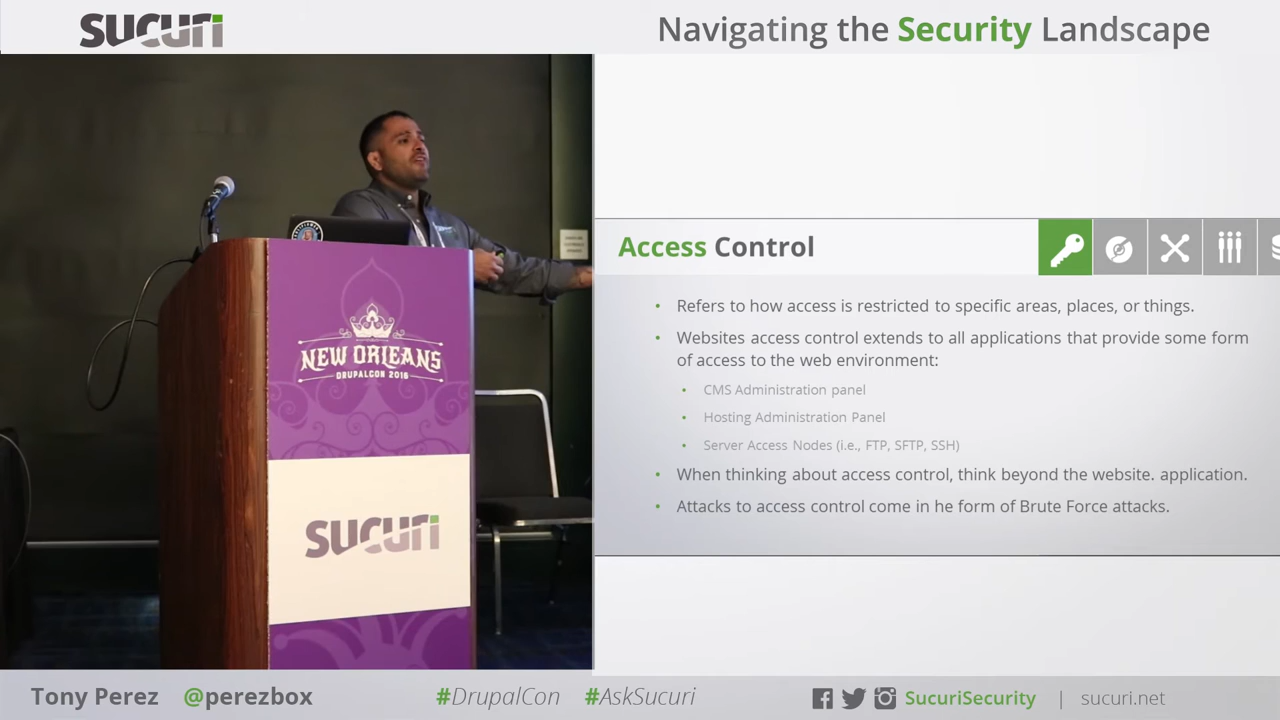 sucuri
Navigating the Security Landscape
NEW ORLEANS
DRUPALCON 2016
sucuri
Access Control
• Refers to how access is restricted to specific areas, places, or things.
• Websites access control extends to all applications that provide some form
of access to the web environment:
• CMS Administration panel
• Hosting Administration Panel
• Server Access Nodes (i.e., FTP, SFTP, SSH)
• When thinking about access control, think beyond the website. application.
• Attacks to access control come in he form of Brute Force attacks.
Tony Perez @perezbox #DrupalCon #AskSucuri SucuriSecurity | sucuri.net